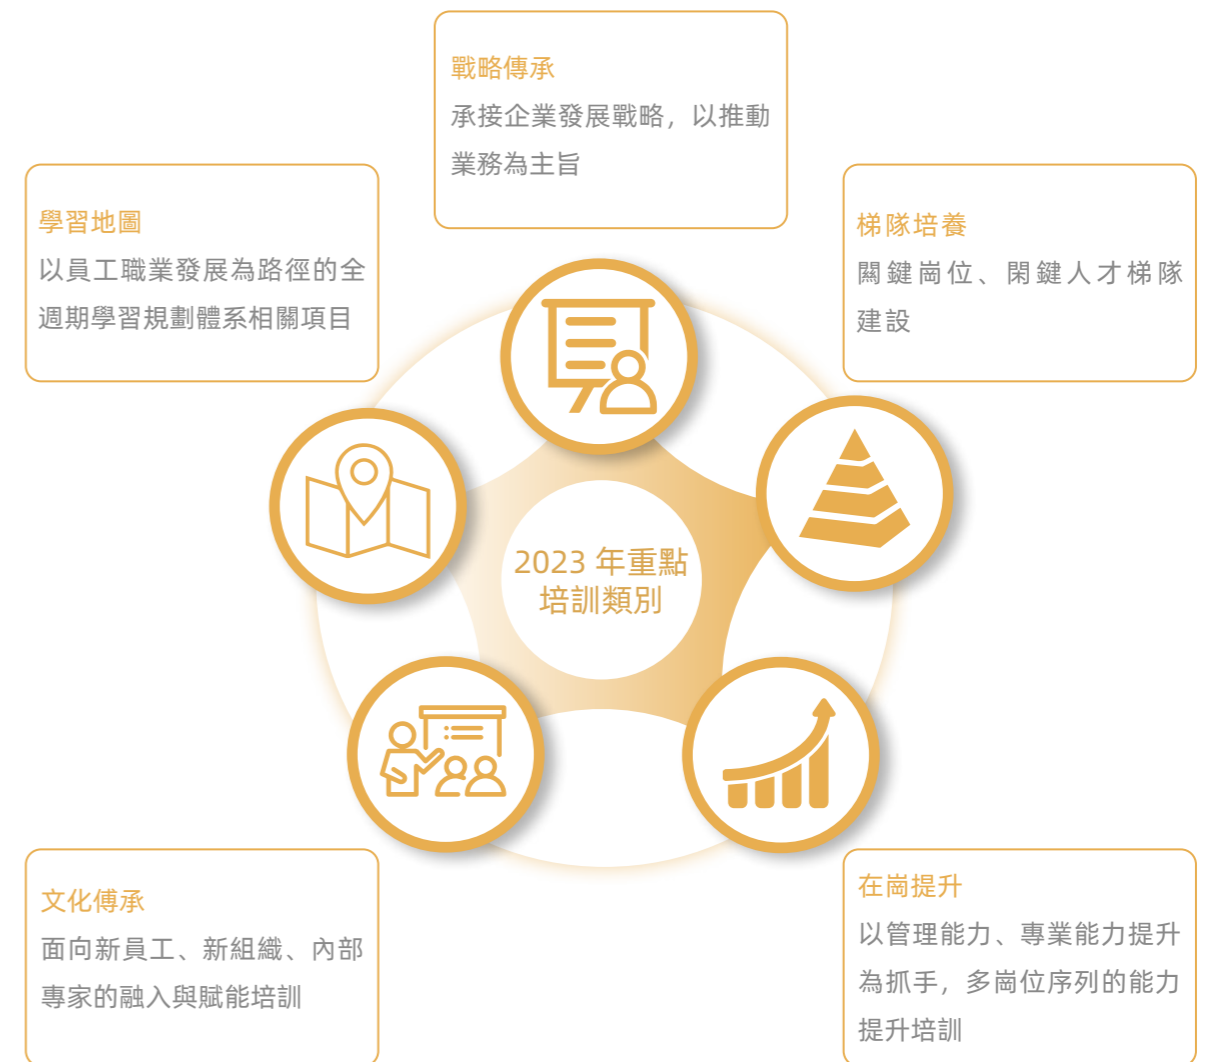 戰略傳承
承接企業發展戰略，以推動
業務為主旨
學習地圖
以員工職業發展為路徑的全
週期學習規劃體系相關項目
梯隊培養
關鍵崗位、閑鍵人才梯隊
建設
2023 年重點
培訓類別
文化傅承
面向新員工、新組織、內部
專家的融入與賦能培訓
在崗提升
以管理能力、專業能力提升
為抓手，多崗位序列的能力
提升培訓